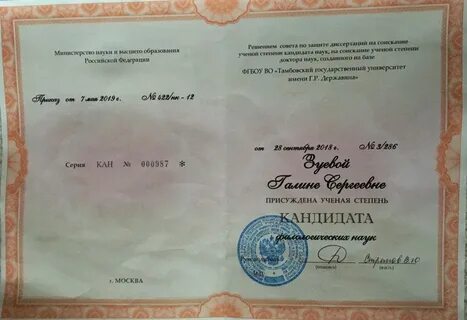 Министерство науки и высшего образования
Российской Федерации
Приказ от 7 мая 2019 г. № 422/нк - 12
Серия КАН № 000987 *
г. МОСКВА
Решением совета по защите диссертаций на соискание
ученой степени кандидата наук, на соискание ученой степени
доктора наук, созданного на базе
ФГБОУ ВО «Тамбовский государственный университет
имени Г.Р. Державина»
от 28 сентября 2018 г. № 3/286
Зуевой
Галине Сергеевне
ПРИСУЖДЕНА УЧЕНАЯ СТЕПЕНЬ
КАНДИДАТА
филологических наук
(подпись)